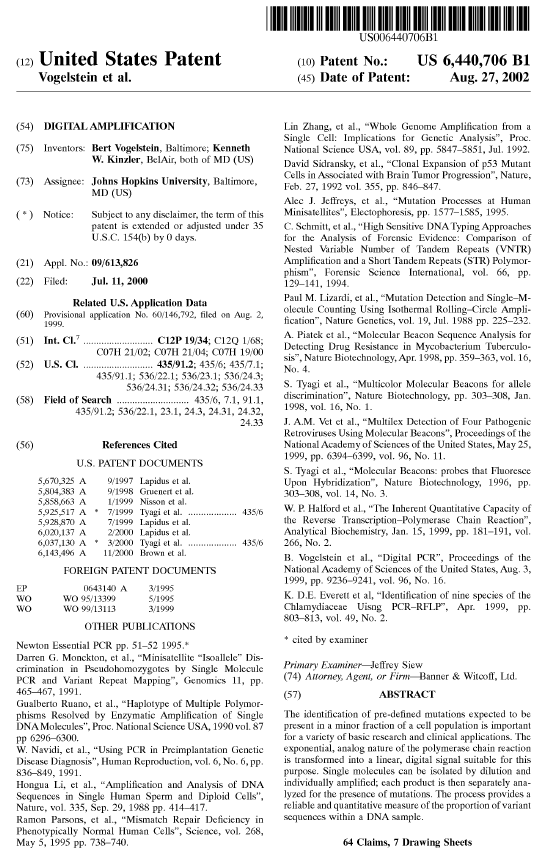 US006440706B1
(12) United States Patent
Vogelstein et al.
(10) Patent No.: US 6,440,706 B1
(45) Date of Patent: Aug. 27, 2002
(54) DIGITAL AMPLIFICATION
(75) Inventors: Bert Vogelstein, Baltimore; Kenneth
W. Kinzler, BelAir, both of MD (US)
(73) Assignee: Johns Hopkins University, Baltimore,
MD (US)
( * ) Notice: Subject to any disclaimer, the term of this
patent is extended or adjusted under 35
U.S.C. 154(b) by 0 days.
(21) Appl. No.: 09/613,826
(22) Filed: Jul. 11, 2000
Related U.S. Application Data
(60) Provisional application No. 60/146,792, filed on Aug. 2,
1999.
(51) Int. Cl.7 ............................ C12P 19/34; C12Q 1/68;
C07H 21/02; C07H 21/04; C07H 19/00
(52) U.S. Cl. ...................... 435/91.2; 435/6; 435/7.1;
435/91.1; 536/22.1; 536/23.1; 536/24.3;
536/24.31; 536/24.32; 536/24.33
(58) Field of Search ........................ 435/6, 7.1, 91.1,
435/91.2; 536/22.1, 23.1, 24.3, 24.31, 24.32,
24.33
(56) References Cited
U.S. PATENT DOCUMENTS
5,670,325 A 9/1997 Lapidus et al.
5,804,383 A 9/1998 Gruenert et al.
5,858,663 A 1/1999 Nisson et al.
5,925,517 A * 7/1999 Tyagi et al. .................. 435/6
5,928,870 A 7/1999 Lapidus et al.
6,020,137 A 2/2000 Lapidus et al.
6,037,130 A * 3/2000 Tyagi et al. .................. 435/6
6,143,496 A 11/2000 Brown et al.
FOREIGN PATENT DOCUMENTS
EP 0643140 A 3/1995
WO WO 95/13399 5/1995
WO WO 99/13113 3/1999
OTHER PUBLICATIONS
Newton Essential PCR pp. 51–52 1995.*
Darren G. Monckton, et al., “Minisatellite “Isoallele” Dis-
crimination in Pseudohomozygotes by Single Molecule
PCR and Variant Repeat Mapping”, Genomics 11, pp.
465–467, 1991.
Gualberto Ruano, et al., “Haplotype of Multiple Polymor-
phisms Resolved by Enzymatic Amplification of Single
DNA Molecules”, Proc. National Science USA, 1990 vol. 87
pp 6296–6300.
W. Navidi, et al., “Using PCR in Preimplantation Genetic
Disease Diagnosis”, Human Reproduction, vol. 6, No. 6, pp.
836–849, 1991.
Hongua Li, et al., “Amplification and Analysis of DNA
Sequences in Single Human Sperm and Diploid Cells”,
Nature, vol. 335, Sep. 29, 1988 pp. 414–417.
Ramon Parsons, et al., “Mismatch Repair Deficiency in
Phenotypically Normal Human Cells”, Science, vol. 268,
May 5, 1995 pp. 738–740.
Lin Zhang, et al., “Whole Genome Amplification from a
Single Cell: Implications for Genetic Analysis”, Proc.
National Science USA, vol. 89, pp. 5847–5851, Jul. 1992.
David Sidransky, et al., “Clonal Expansion of p53 Mutant
Cells in Associated with Brain Tumor Progression”, Nature,
Feb. 27, 1992 vol. 355, pp. 846–847.
Alec J. Jeffreys, et al., “Mutation Processes at Human
Minisatellites”, Electophoresis, pp. 1577–1585, 1995.
C. Schmitt, et al., “High Sensitive DNA Typing Approaches
for the Analysis of Forensic Evidence: Comparison of
Nested Variable Number of Tandem Repeats (VNTR)
Amplification and a Short Tandem Repeats (STR) Polymor-
phism”, Forensic Science International, vol. 66, pp.
129–141, 1994.
Paul M. Lizardi, et al., “Mutation Detection and Single–M-
olecule Counting Using Isothermal Rolling–Circle Ampli-
fication”, Nature Genetics, vol. 19, Jul. 1988 pp. 225–232.
A. Piatek et al., “Molecular Beacon Sequence Analysis for
Detecting Drug Resistance in Mycobacterium Tuberculo-
sis”, Nature Biotechnology, Apr. 1998, pp. 359–363, vol. 16,
No. 4.
S. Tyagi et al., “Multicolor Molecular Beacons for allele
discrimination”, Nature Biotechnology, pp. 303–308, Jan.
1998, vol. 16, No. 1.
J.A.M. Vet et al., “Multilex Detection of Four Pathogenic
Retroviruses Using Molecular Beacons”, Proceedings of the
National Academy of Sciences of the United States, May 25,
1999, pp. 6394–6399, vol. 96, No. 11.
S. Tyagi et al., “Molecular Beacons: probes that Fluoresce
Upon Hybridization”, Nature Biotechnology, 1996, pp.
303–308, vol. 14, No. 3.
W. P. Halford et al., “The Inherent Quantitative Capacity of
the Reverse Transcription–Polymerase Chain Reaction”,
Analytical Biochemistry, Jan. 15, 1999, pp. 181–191, vol.
266, No. 2.
B. Vogelstein et al., “Digital PCR”, Proceedings of the
National Academy of Sciences of the United States, Aug. 3,
1999, pp. 9236–9241, vol. 96, No. 16.
K. D.E. Everett et al, “Identification of nine species of the
Chlamydiaceae Uisng PCR–RFLP”, Apr. 1999, pp.
803–813, vol. 49, No. 2.
* cited by examiner
Primary Examiner—Jeffrey Siew
(74) Attorney, Agent, or Firm—Banner & Witcoff, Ltd.
(57) ABSTRACT
The identification of pre-defined mutations expected to be
present in a minor fraction of a cell population is important
for a variety of basic research and clinical applications. The
exponential, analog nature of the polymerase chain reaction
is transformed into a linear, digital signal suitable for this
purpose. Single molecules can be isolated by dilution and
individually amplified; each product is then separately ana-
lyzed for the presence of mutations. The process provides a
reliable and quantitative measure of the proportion of variant
sequences within a DNA sample.
64 Claims, 7 Drawing Sheets